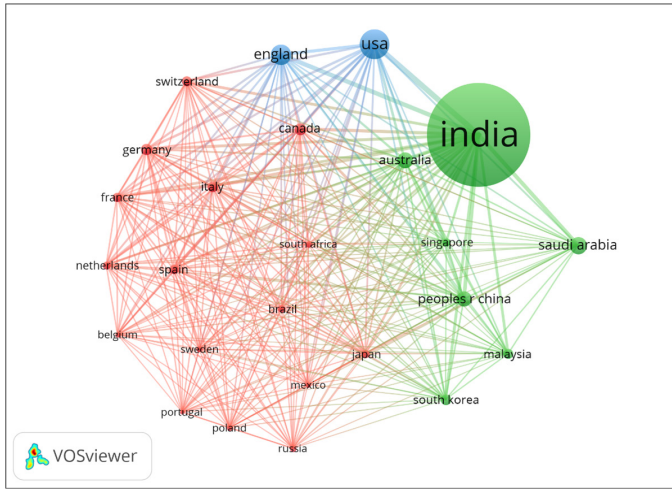 usa
england
switzerland
india
canada
germany
australia
italy
france
south africa
singapore
saudi arabia
netherlands
spain
peoples r china
brazil
belgium
sweden
japan
malaysia
mexico
south korea
portugal
poland
russia
VOSviewer